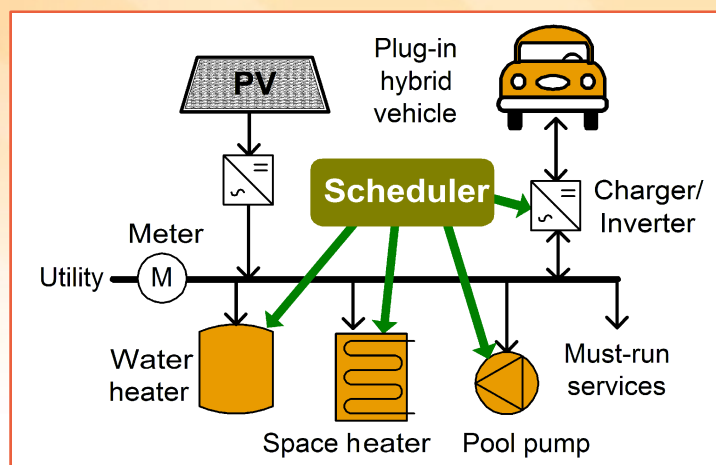 PV
Plug-in
hybrid
vehicle
Scheduler
Charger/
Inverter
Meter
Utility
M
Water
heater
Space heater
Pool pump
Must-run
services